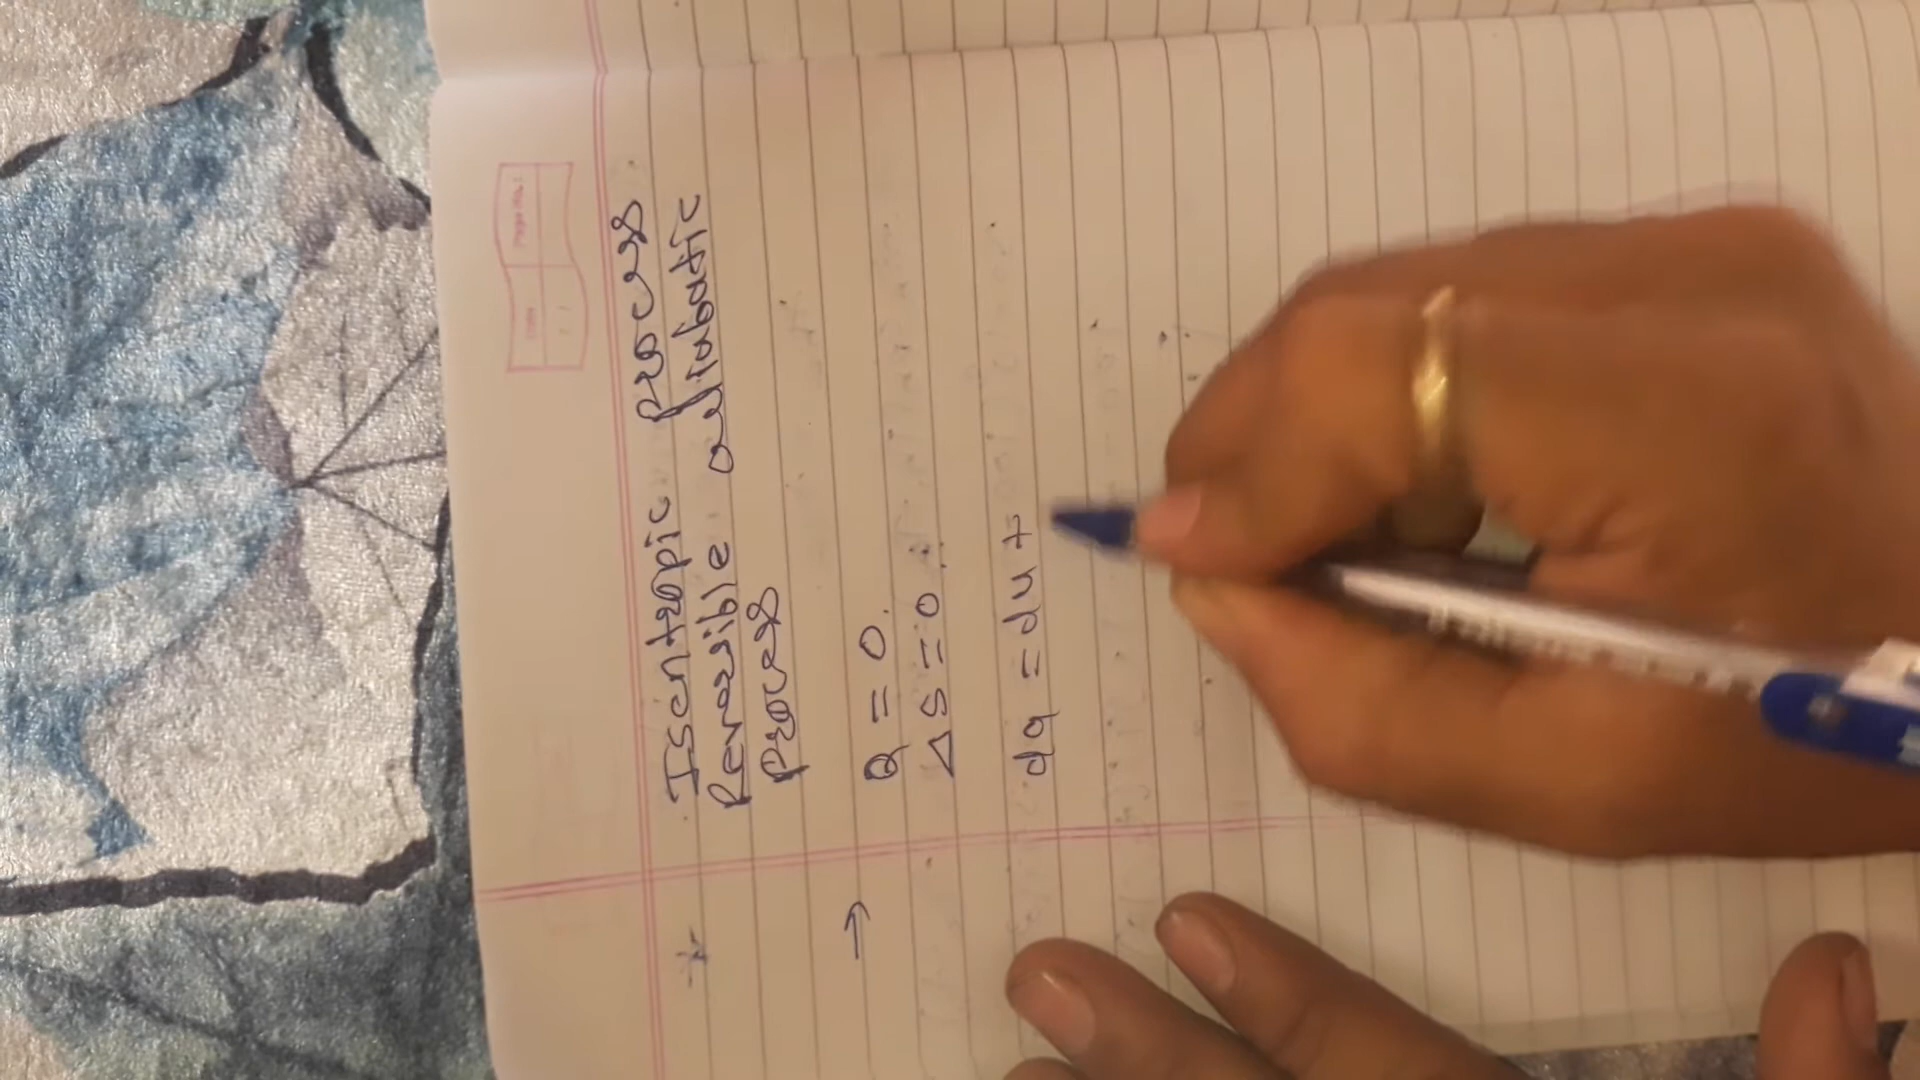 * Isentropic Process
Reversible adiabatic
Process
→ Q = 0.
Δs = 0
dq = du +